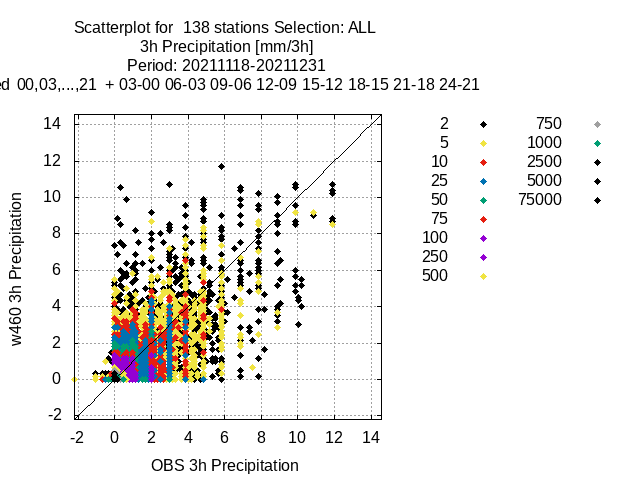 Scatterplot for 138 stations Selection: ALL
3h Precipitation [mm/3h]
Period: 20211118-20211231
00,03,...,21 + 03-00 06-03 09-06 12-09 15-12 18-15 21-18 24-21
w460 3h Precipitation
14
12
10
8
6
4
2
0
-2
-2 0 2 4 6 8 10 12 14
OBS 3h Precipitation
2 750
5 1000
10 2500
25 5000
50 75000
75
100
250
500